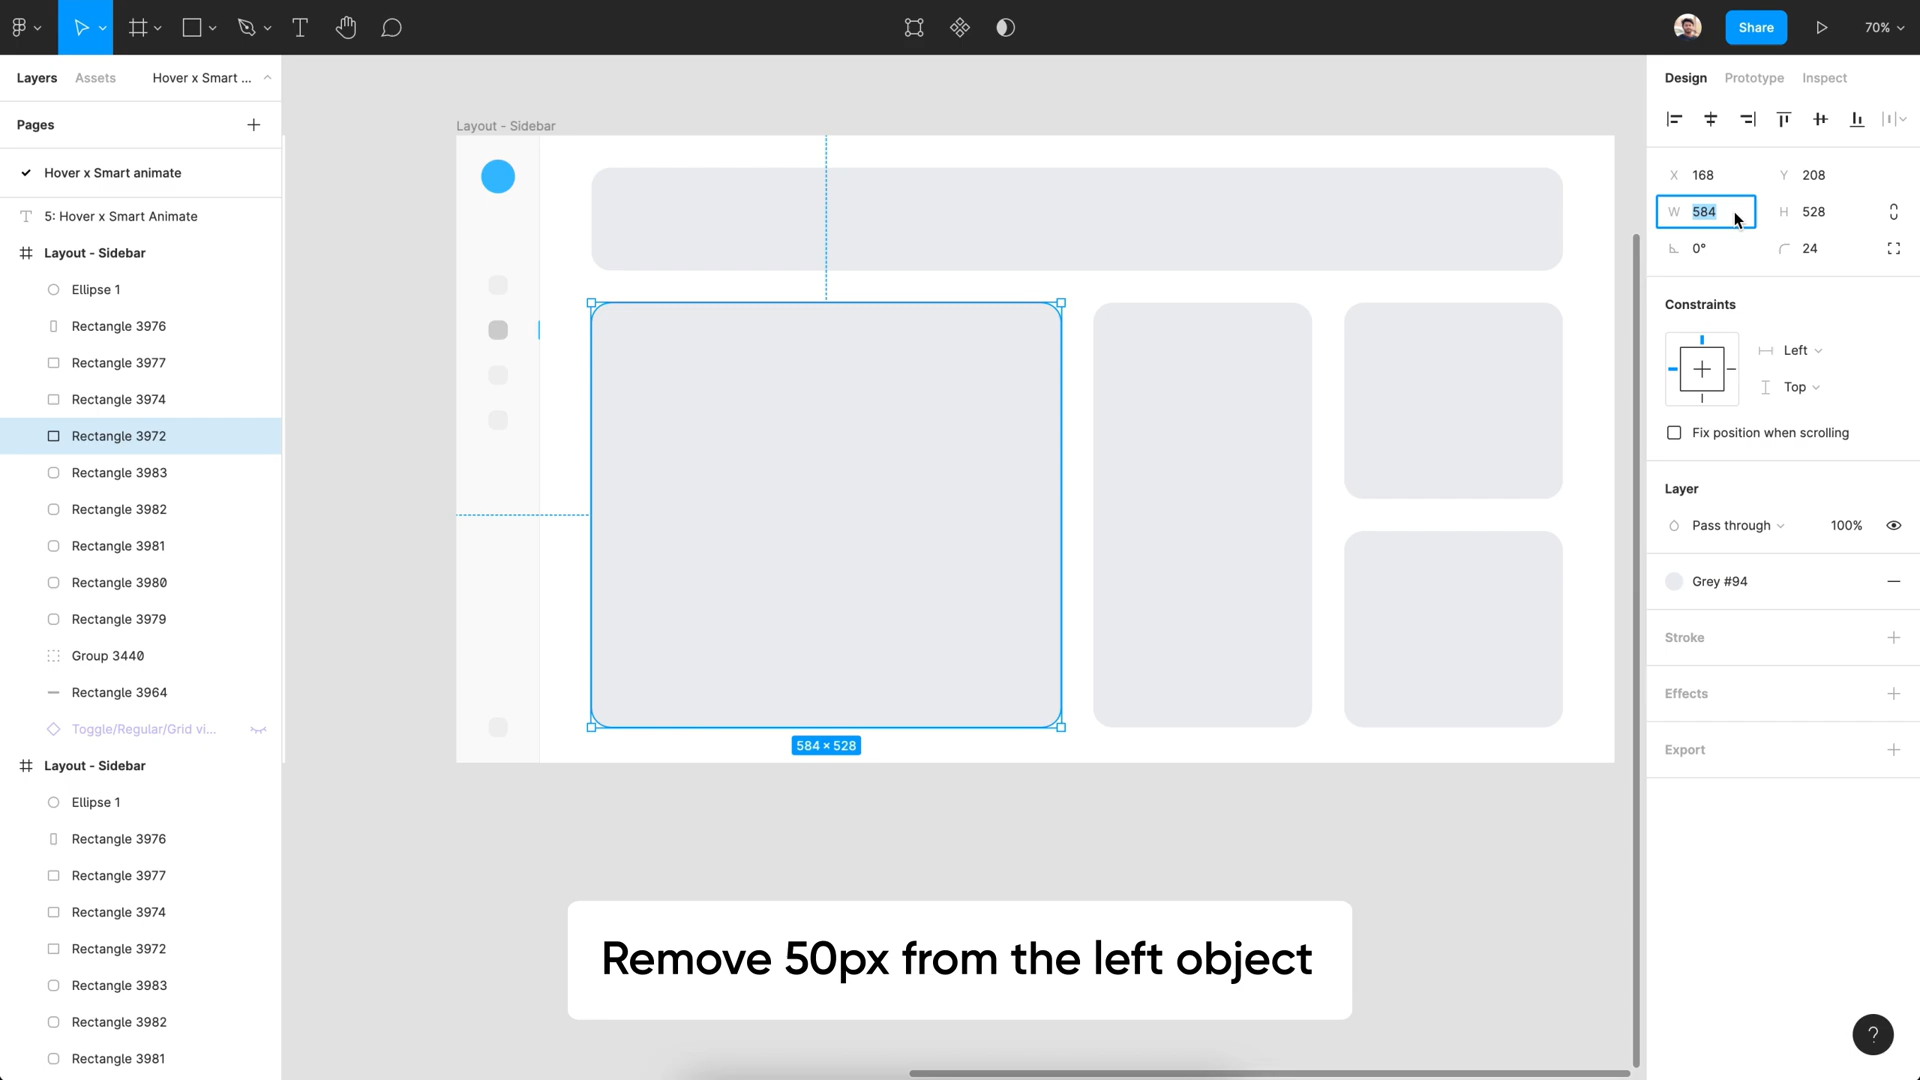 Share
70%
Layers
Assets
Hover x Smart ...
Pages
Hover x Smart animate
5: Hover x Smart Animate
Layout - Sidebar
Ellipse 1
Rectangle 3976
Rectangle 3977
Rectangle 3974
Rectangle 3972
Rectangle 3983
Rectangle 3982
Rectangle 3981
Rectangle 3980
Rectangle 3979
Group 3440
Rectangle 3964
Toggle/Regular/Grid vi...
Layout - Sidebar
Ellipse 1
Rectangle 3976
Rectangle 3977
Rectangle 3974
Rectangle 3972
Rectangle 3983
Rectangle 3982
Rectangle 3981
Layout - Sidebar
584 × 528
Remove 50px from the left object
Design
Prototype
Inspect
X 168
Y 208
W 584
H 528
0°
24
Constraints
Left
Top
Fix position when scrolling
Layer
Pass through
100%
Grey #94
Stroke
Effects
Export
?